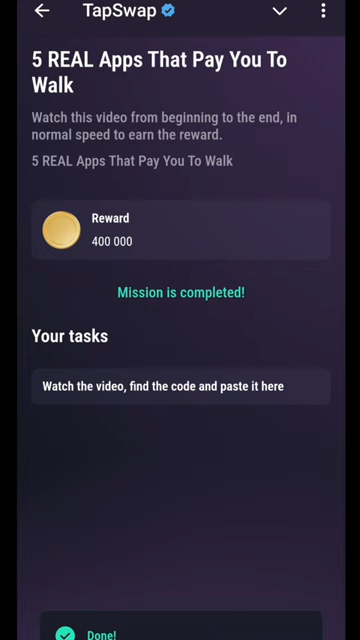 TapSwap
5 REAL Apps That Pay You To
Walk
Watch this video from beginning to the end, in
normal speed to earn the reward.
5 REAL Apps That Pay You To Walk
Reward
400 000
Mission is completed!
Your tasks
Watch the video, find the code and paste it here
Done!